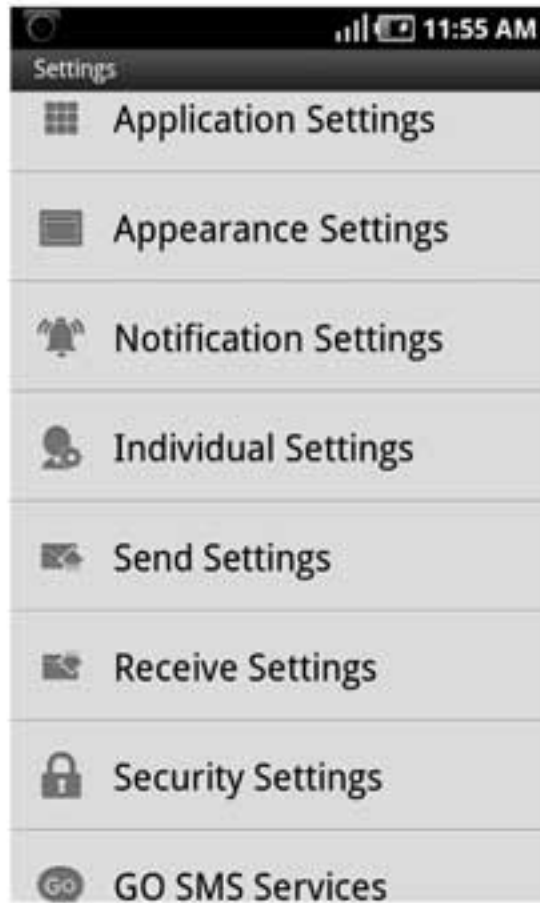 11:55 AM
Settings
Application Settings
Appearance Settings
Notification Settings
Individual Settings
Send Settings
Receive Settings
Security Settings
GO GO SMS Services